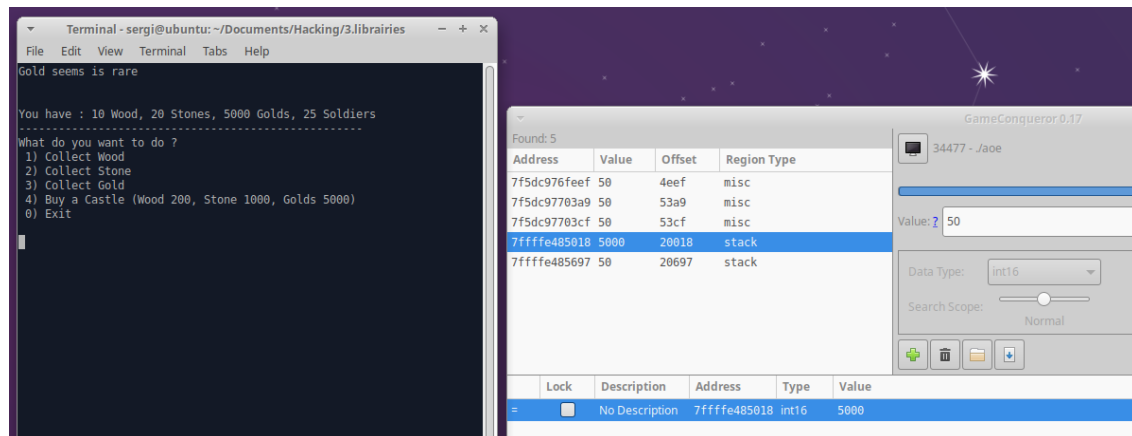 Terminal - sergi@ubuntu: ~/Documents/Hacking/3.librairies
File Edit View Terminal Tabs Help
Gold seems is rare
You have : 10 Wood, 20 Stones, 5000 Golds, 25 Soldiers
----------------------------------------------------
What do you want to do ?
1) Collect Wood
2) Collect Stone
3) Collect Gold
4) Buy a Castle (Wood 200, Stone 1000, Golds 5000)
0) Exit
GameConqueror 0.17
Found: 5
Address Value Offset Region Type
7f5dc976feef 50 4eef misc
7f5dc97703a9 50 53a9 misc
7f5dc97703cf 50 53cf misc
7ffffe485018 5000 20018 stack
7ffffe485697 50 20697 stack
34477 - ./aoe
Value: ? 50
Data Type: int16
Search Scope:
Normal
Lock Description Address Type Value
= No Description 7ffffe485018 int16 5000